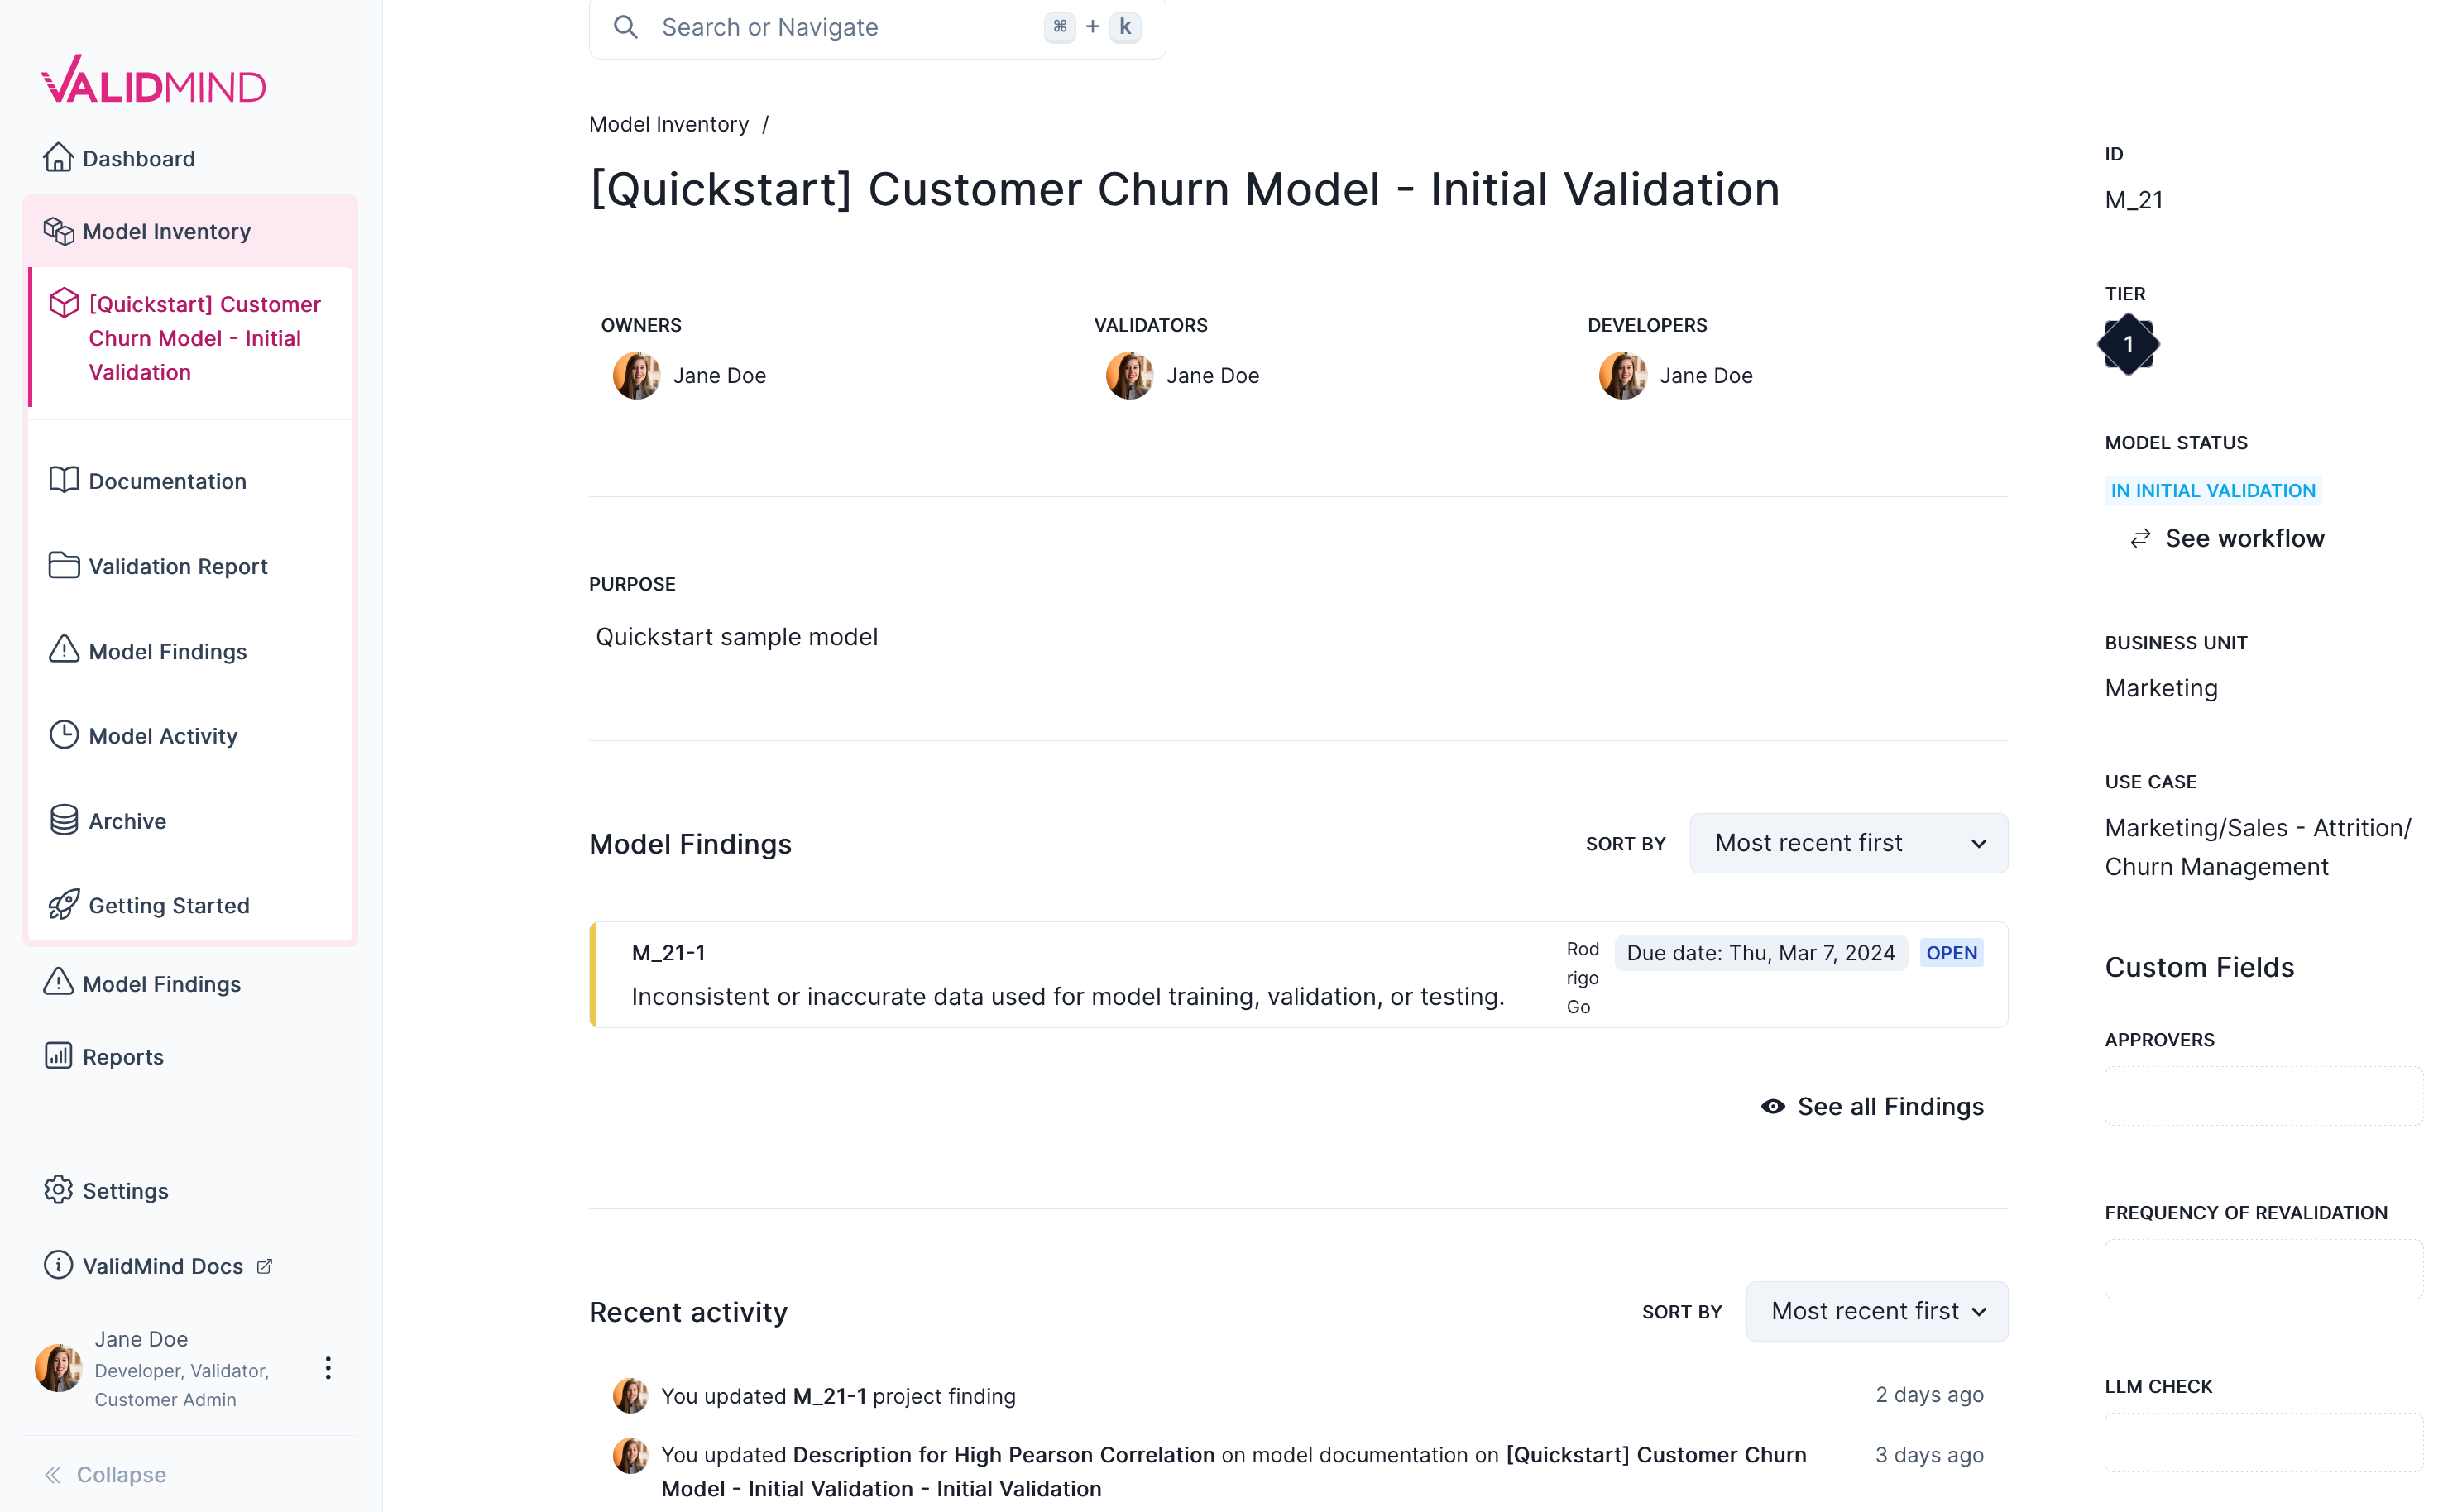 VALIDMIND
Dashboard
Model Inventory
[Quickstart] Customer
Churn Model - Initial
Validation
Documentation
Validation Report
Model Findings
Model Activity
Archive
Getting Started
Model Findings
Reports
Settings
ValidMind Docs
Jane Doe
Developer, Validator,
Customer Admin
Collapse
Search or Navigate ⌘ + k
Model Inventory /
[Quickstart] Customer Churn Model - Initial Validation
OWNERS VALIDATORS DEVELOPERS
Jane Doe Jane Doe Jane Doe
PURPOSE
Quickstart sample model
Model Findings SORT BY Most recent first
M_21-1
Inconsistent or inaccurate data used for model training, validation, or testing.
Rod
rigo
Go
Due date: Thu, Mar 7, 2024 OPEN
See all Findings
Recent activity SORT BY Most recent first
You updated M_21-1 project finding 2 days ago
You updated Description for High Pearson Correlation on model documentation on [Quickstart] Customer Churn 3 days ago
Model - Initial Validation - Initial Validation
ID
M_21
TIER
1
MODEL STATUS
IN INITIAL VALIDATION
See workflow
BUSINESS UNIT
Marketing
USE CASE
Marketing/Sales - Attrition/
Churn Management
Custom Fields
APPROVERS
FREQUENCY OF REVALIDATION
LLM CHECK